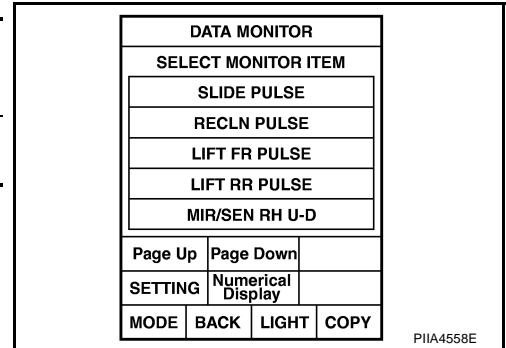 DATA MONITOR
SELECT MONITOR ITEM
SLIDE PULSE
RECLN PULSE
LIFT FR PULSE
LIFT RR PULSE
MIR/SEN RH U-D
Page Up Page Down
SETTING Numerical Display
MODE BACK LIGHT COPY
PIIA4558E